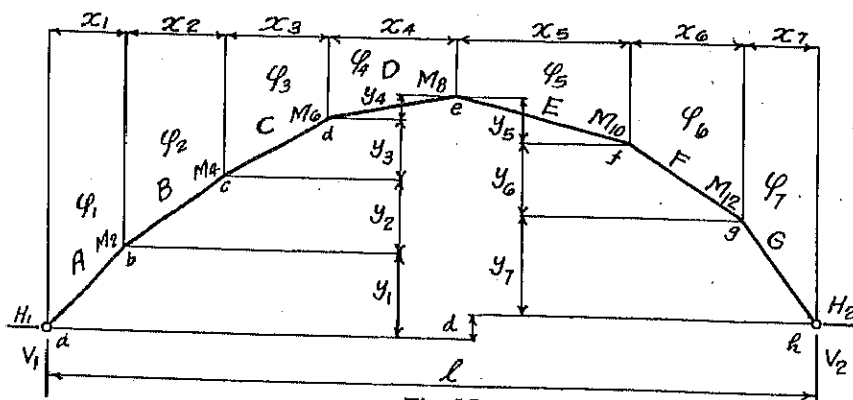 x1 x2 x3 x4 x5 x6 x7
φ1 φ2 φ3 φ4 φ5 φ6 φ7
A B C D E F G
M2 M4 M6 M8 M10 M12
b c d e f g
y4 y3 y2 y1
y5 y6 y7
d
H1 H2
V1 a h V2
l